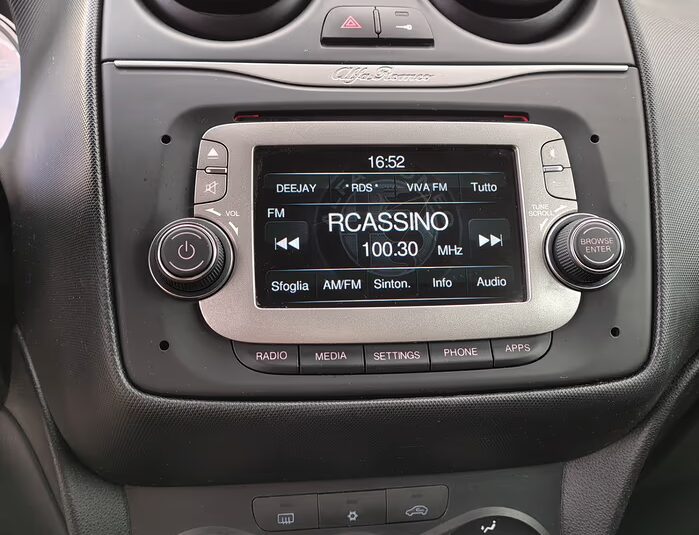 Alfa Romeo
16:52
DEEJAY * RDS * VIVA FM Tutto
FM
RCASSINO
100.30 MHz
Sfoglia AM/FM Sinton. Info Audio
VOL
TUNE
SCROLL
BROWSE
ENTER
RADIO MEDIA SETTINGS PHONE APPS